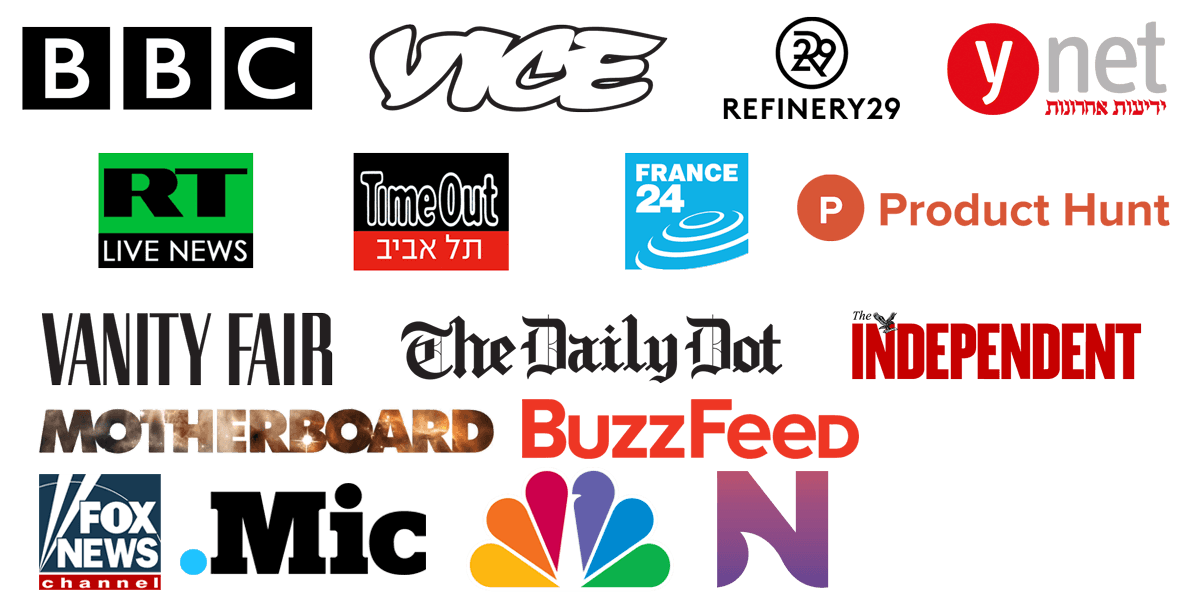 BBC
VICE
R29
REFINERY29
ynet
ידיעות אחרונות
RT
LIVE NEWS
Time Out
תל אביב
FRANCE
24
P Product Hunt
VANITY FAIR
The Daily Dot
The
INDEPENDENT
MOTHERBOARD
BuzzFeed
FOX
NEWS
channel
.Mic
N